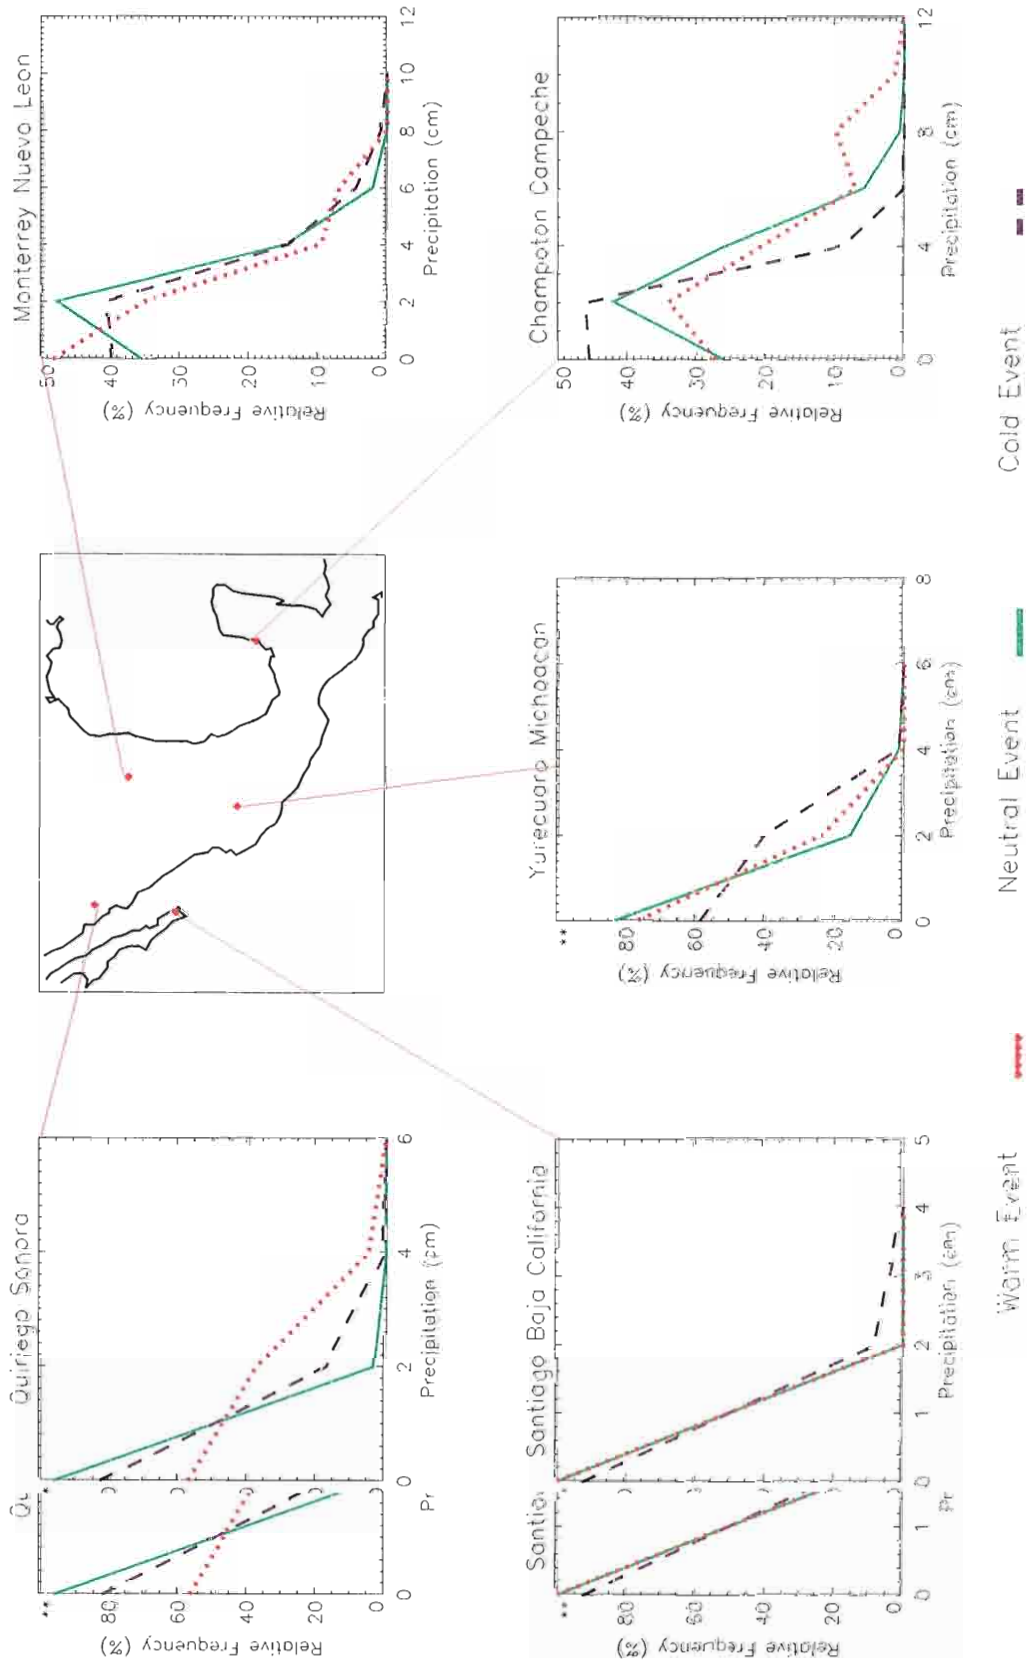 Quiriego Sonora
**
80
60
40
20
0
Relative Frequency (%)
0
2
4
6
Precipitation (cm)
Pr
Monterrey Nuevo Leon
50
40
30
20
10
0
Relative Frequency (%)
0
2
4
6
8
10
12
Precipitation (cm)
Santiago Baja California
Santia
**
80
60
40
20
0
Relative Frequency (%)
0
1
2
3
4
5
Precipitation (cm)
0
1
Pr
Yurecuaro Michoacan
**
80
60
40
20
0
Relative Frequency (%)
0
2
4
6
8
Precipitation (cm)
Champoton Campeche
50
40
30
20
10
0
Relative Frequency (%)
0
4
8
12
Precipitation (cm)
Warm Event
Neutral Event
Cold Event